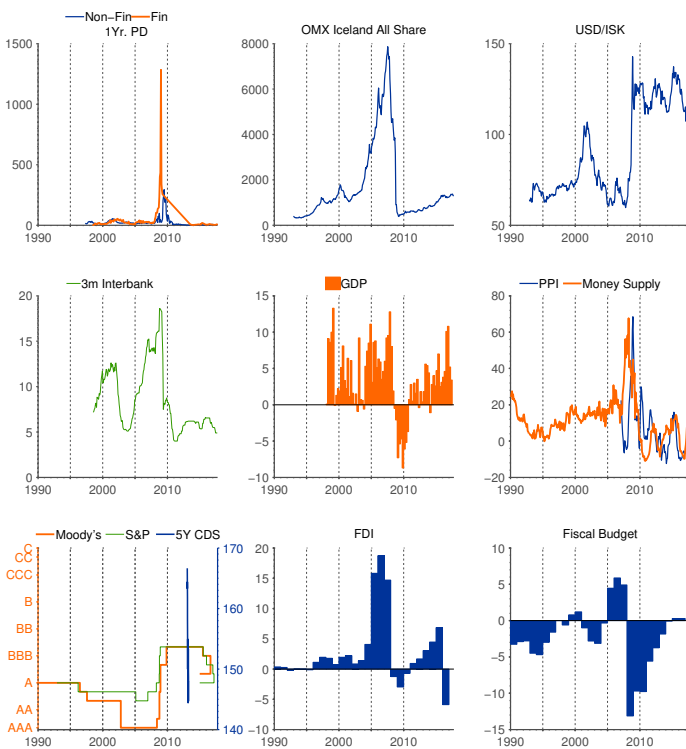 Non−Fin Fin
1Yr. PD
1500
1000
500
0
1990 2000 2010
OMX Iceland All Share
8000
6000
4000
2000
0
1990 2000 2010
USD/ISK
150
100
50
1990 2000 2010
3m Interbank
20
15
10
5
0
1990 2000 2010
GDP
15
10
5
0
−5
−10
1990 2000 2010
PPI Money Supply
80
60
40
20
0
−20
1990 2000 2010
Moody's S&P 5Y CDS
C
CC
CCC
B
BB
BBB
A
AA
AAA
170
160
150
140
1990 2000 2010
FDI
20
15
10
5
0
−5
−10
1990 2000 2010
Fiscal Budget
10
5
0
−5
−10
−15
1990 2000 2010